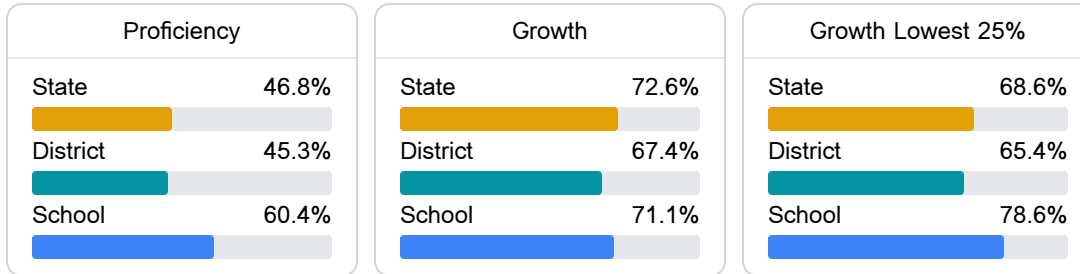 Proficiency
State 46.8%
District 45.3%
School 60.4%
Growth
State 72.6%
District 67.4%
School 71.1%
Growth Lowest 25%
State 68.6%
District 65.4%
School 78.6%